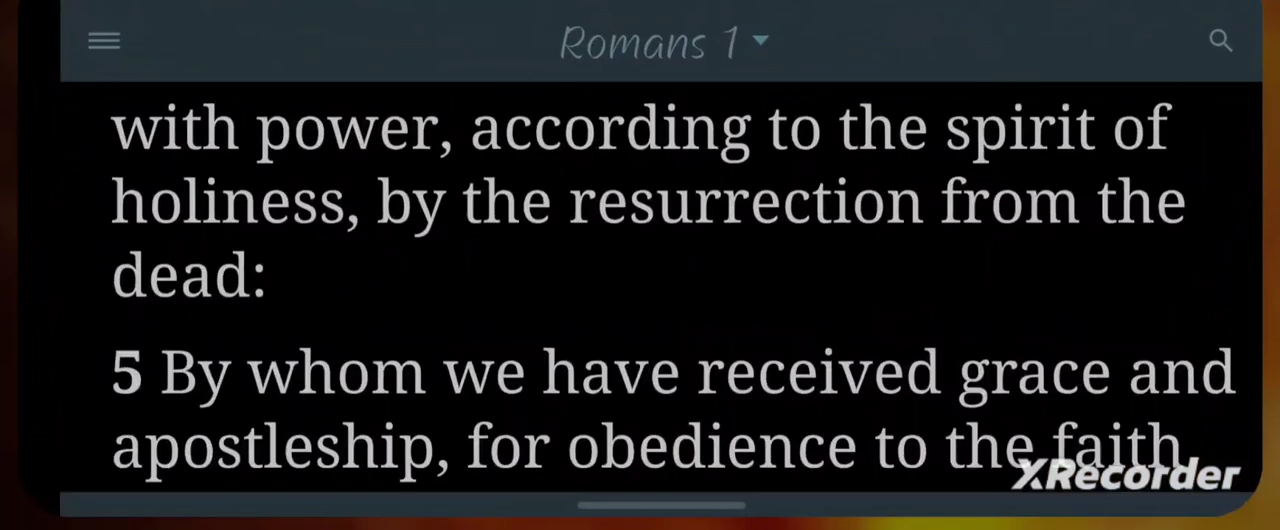 Romans 1
with power, according to the spirit of
holiness, by the resurrection from the
dead:
5 By whom we have received grace and
apostleship, for obedience to the faith
XRecorder